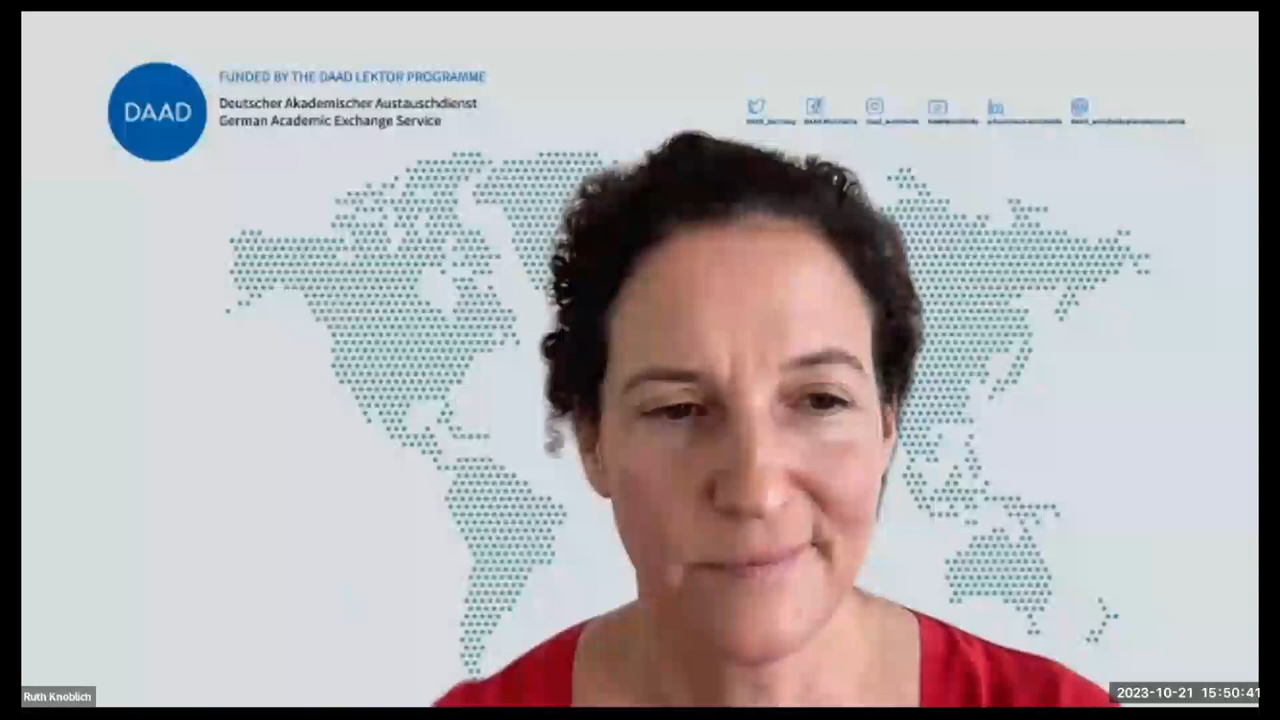 DAAD
FUNDED BY THE DAAD LEKTOR PROGRAMME
Deutscher Akademischer Austauschdienst
German Academic Exchange Service
Ruth Knoblich
2023-10-21 15:50:41